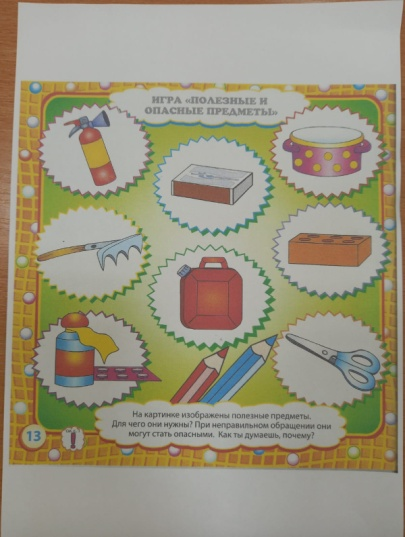 ИГРА «ПОЛЕЗНЫЕ И
ОПАСНЫЕ ПРЕДМЕТЫ»
На картинке изображены полезные предметы.
Для чего они нужны? При неправильном обращении они
могут стать опасными. Как ты думаешь, почему?
13